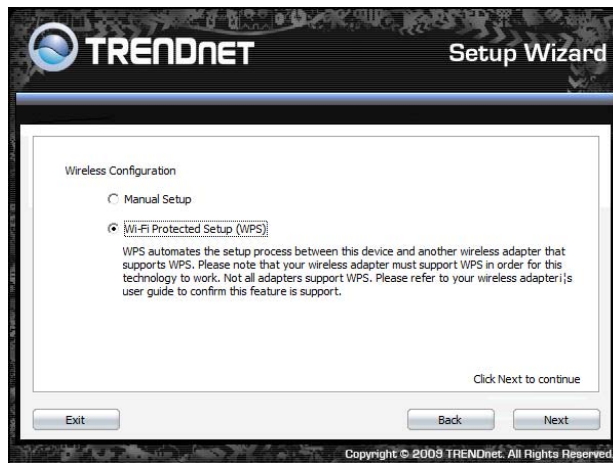 TRENDNET
Setup Wizard
Wireless Configuration
Manual Setup
Wi-Fi Protected Setup (WPS)
WPS automates the setup process between this device and another wireless adapter that
supports WPS. Please note that your wireless adapter must support WPS in order for this
technology to work. Not all adapters support WPS. Please refer to your wireless adapteri¦s
user guide to confirm this feature is support.
Click Next to continue
Exit
Back
Next
Copyright © 2009 TRENDnet. All Rights Reserved